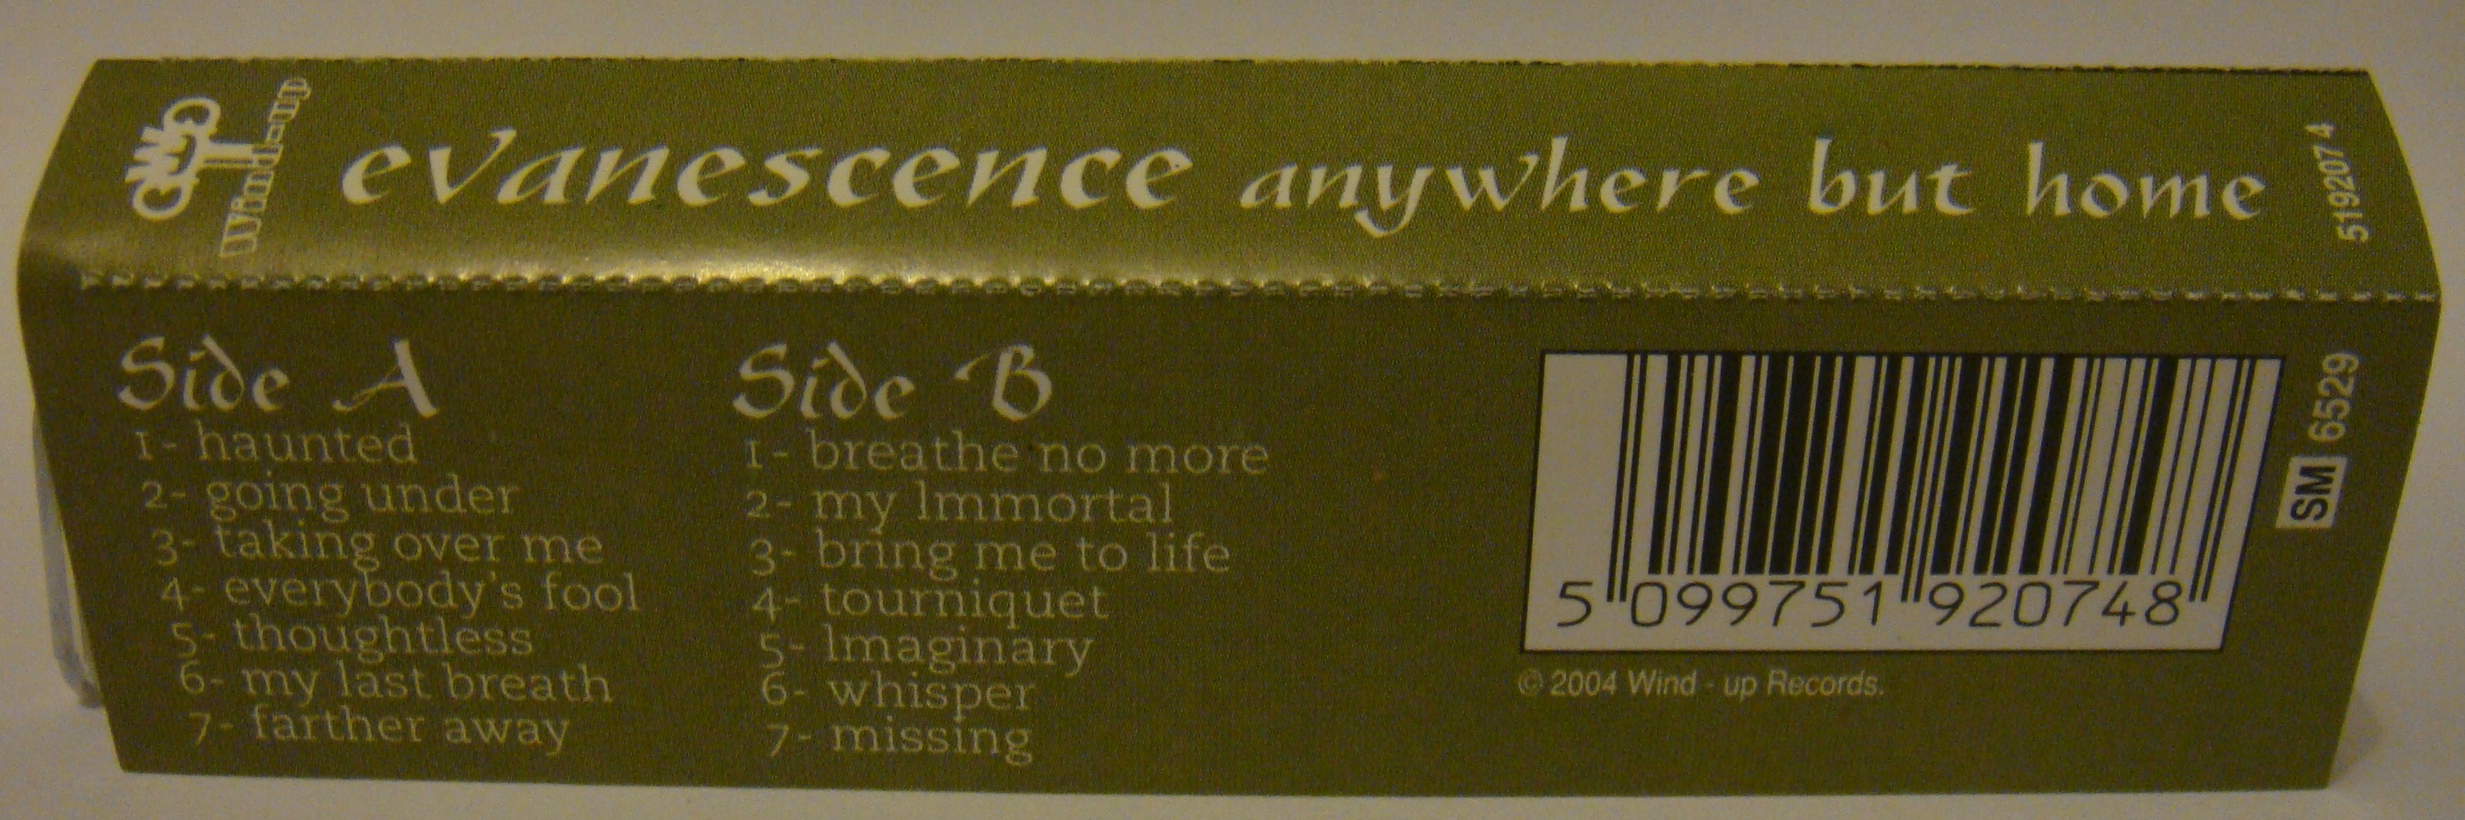 wind-up
evanescence anywhere but home
519207 4
Side A
1- haunted
2- going under
3- taking over me
4- everybody's fool
5- thoughtless
6- my last breath
7- farther away
Side B
1- breathe no more
2- my Immortal
3- bring me to life
4- tourniquet
5- Imaginary
6- whisper
7- missing
5 099751 920748
© 2004 Wind - up Records.
SM 6529